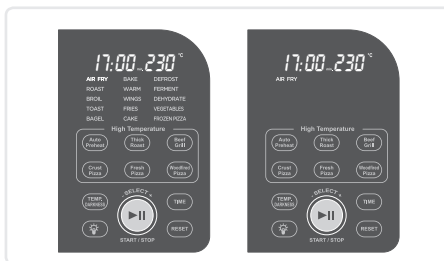 17:00 230 °C
AIR FRY BAKE DEFROST
ROAST WARM FERMENT
BROIL WINGS DEHYDRATE
TOAST FRIES VEGETABLES
BAGEL CAKE FROZEN PIZZA
High Temperature
Auto Preheat
Thick Roast
Beef Grill
Crust Pizza
Fresh Pizza
Woodfired Pizza
SELECT +
TEMP. DARKNESS
TIME
RESET
START / STOP
17:00 230 °C
AIR FRY
High Temperature
Auto Preheat
Thick Roast
Beef Grill
Crust Pizza
Fresh Pizza
Woodfired Pizza
SELECT +
TEMP. DARKNESS
TIME
RESET
START / STOP